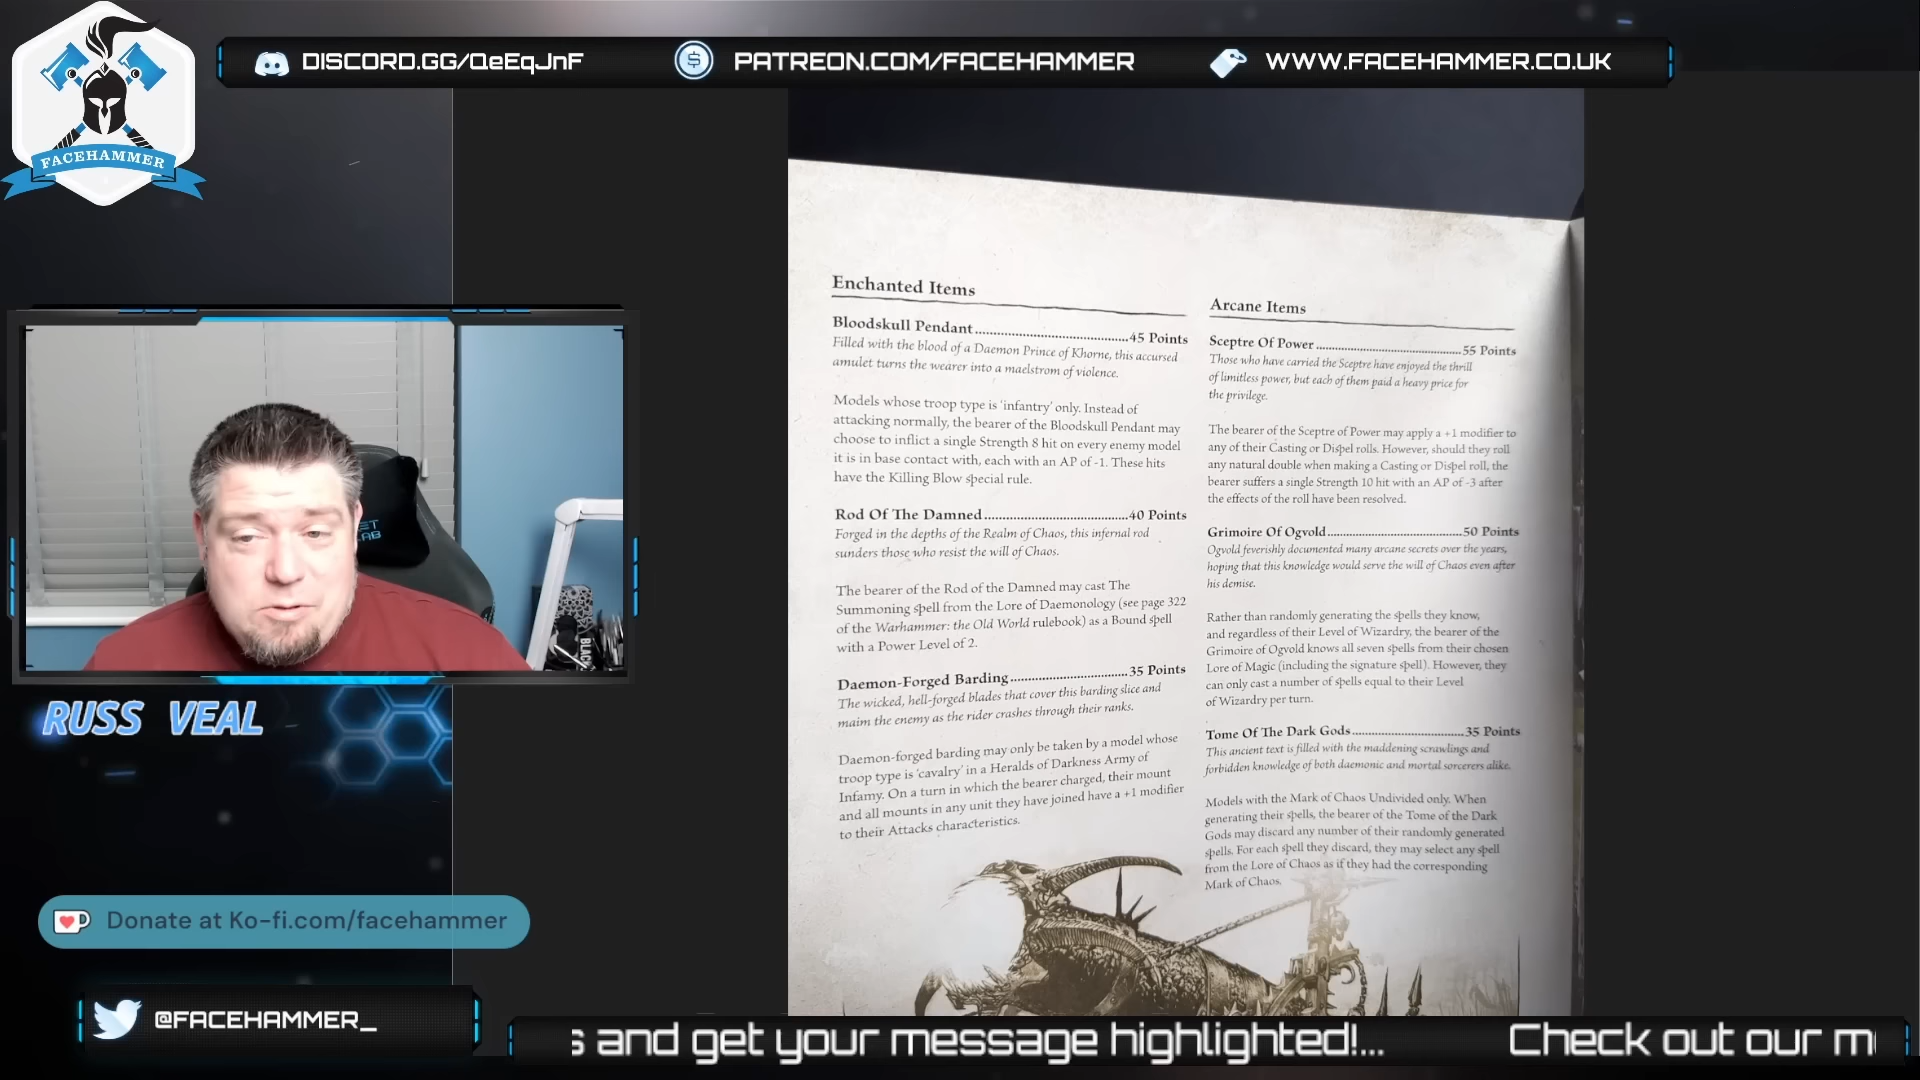 FACEHAMMER
DISCORD.GG/QeEqJnF
PATREON.COM/FACEHAMMER
WWW.FACEHAMMER.CO.UK
RUSS VEAL
Donate at Ko-fi.com/facehammer
@FACEHAMMER_
Enchanted Items
Bloodskull Pendant....................45 Points
Filled with the blood of a Daemon Prince of Khorne, this accursed
amulet turns the wearer into a maelstrom of violence.
Models whose troop type is 'infantry' only. Instead of
attacking normally, the bearer of the Bloodskull Pendant may
choose to inflict a single Strength 8 hit on every enemy model
it is in base contact with, each with an AP of -1. These hits
have the Killing Blow special rule.
Rod Of The Damned....................40 Points
Forged in the depths of the Realm of Chaos, this infernal rod
sunders those who resist the will of Chaos.
The bearer of the Rod of the Damned may cast The
Summoning spell from the Lore of Daemonology (see page 322
of the Warhammer: the Old World rulebook) as a Bound spell
with a Power Level of 2.
Daemon-Forged Barding....................35 Points
The wicked, hell-forged blades that cover this barding slice and
maim the enemy as the rider crashes through their ranks.
Daemon-forged barding may only be taken by a model whose
troop type is 'cavalry' in a Heralds of Darkness Army of
Infamy. On a turn in which the bearer charged, their mount
and all mounts in any unit they have joined have a +1 modifier
to their Attacks characteristics.
Arcane Items
Sceptre Of Power....................55 Points
Those who have carried the Sceptre have enjoyed the thrill
of limitless power, but each of them paid a heavy price for
the privilege.
The bearer of the Sceptre of Power may apply a +1 modifier to
any of their Casting or Dispel rolls. However, should they roll
any natural double when making a Casting or Dispel roll, the
bearer suffers a single Strength 10 hit with an AP of -3 after
the effects of the roll have been resolved.
Grimoire Of Ogvold....................50 Points
Ogvold feverishly documented many arcane secrets over the years,
hoping that this knowledge would serve the will of Chaos even after
his demise.
Rather than randomly generating the spells they know,
and regardless of their Level of Wizardry, the bearer of the
Grimoire of Ogvold knows all seven spells from their chosen
Lore of Magic (including the signature spell). However, they
can only cast a number of spells equal to their Level
of Wizardry per turn.
Tome Of The Dark Gods....................35 Points
This ancient text is filled with the maddening scrawlings and
forbidden knowledge of both daemonic and mortal sorcerers alike.
Models with the Mark of Chaos Undivided only. When
generating their spells, the bearer of the Tome of the Dark
Gods may discard any number of their randomly generated
spells. For each spell they discard, they may select any spell
from the Lore of Chaos as if they had the corresponding
Mark of Chaos.
s and get your message highlighted!... Check out our m